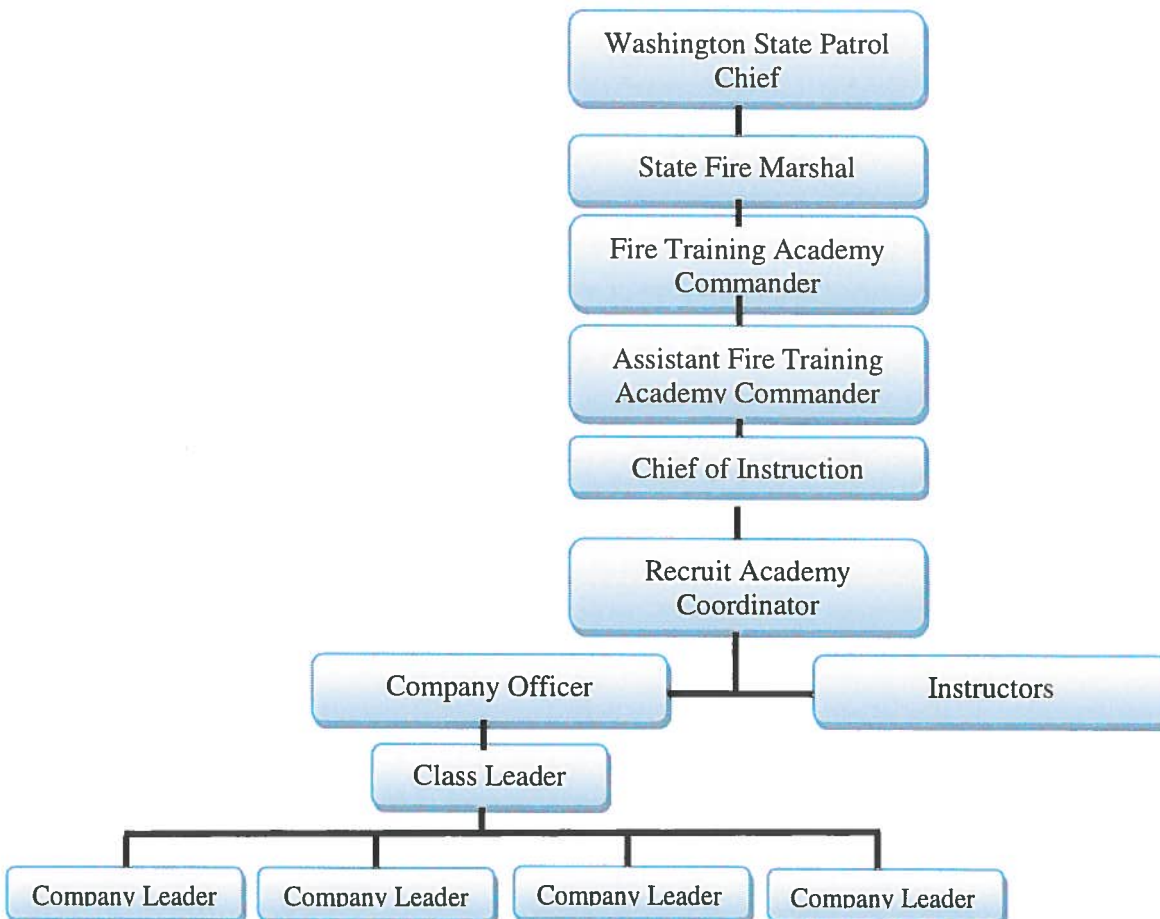 Washington State Patrol
Chief
State Fire Marshal
Fire Training Academy
Commander
Assistant Fire Training
Academy Commander
Chief of Instruction
Recruit Academy
Coordinator
Company Officer
Instructors
Class Leader
Company Leader
Company Leader
Company Leader
Company Leader